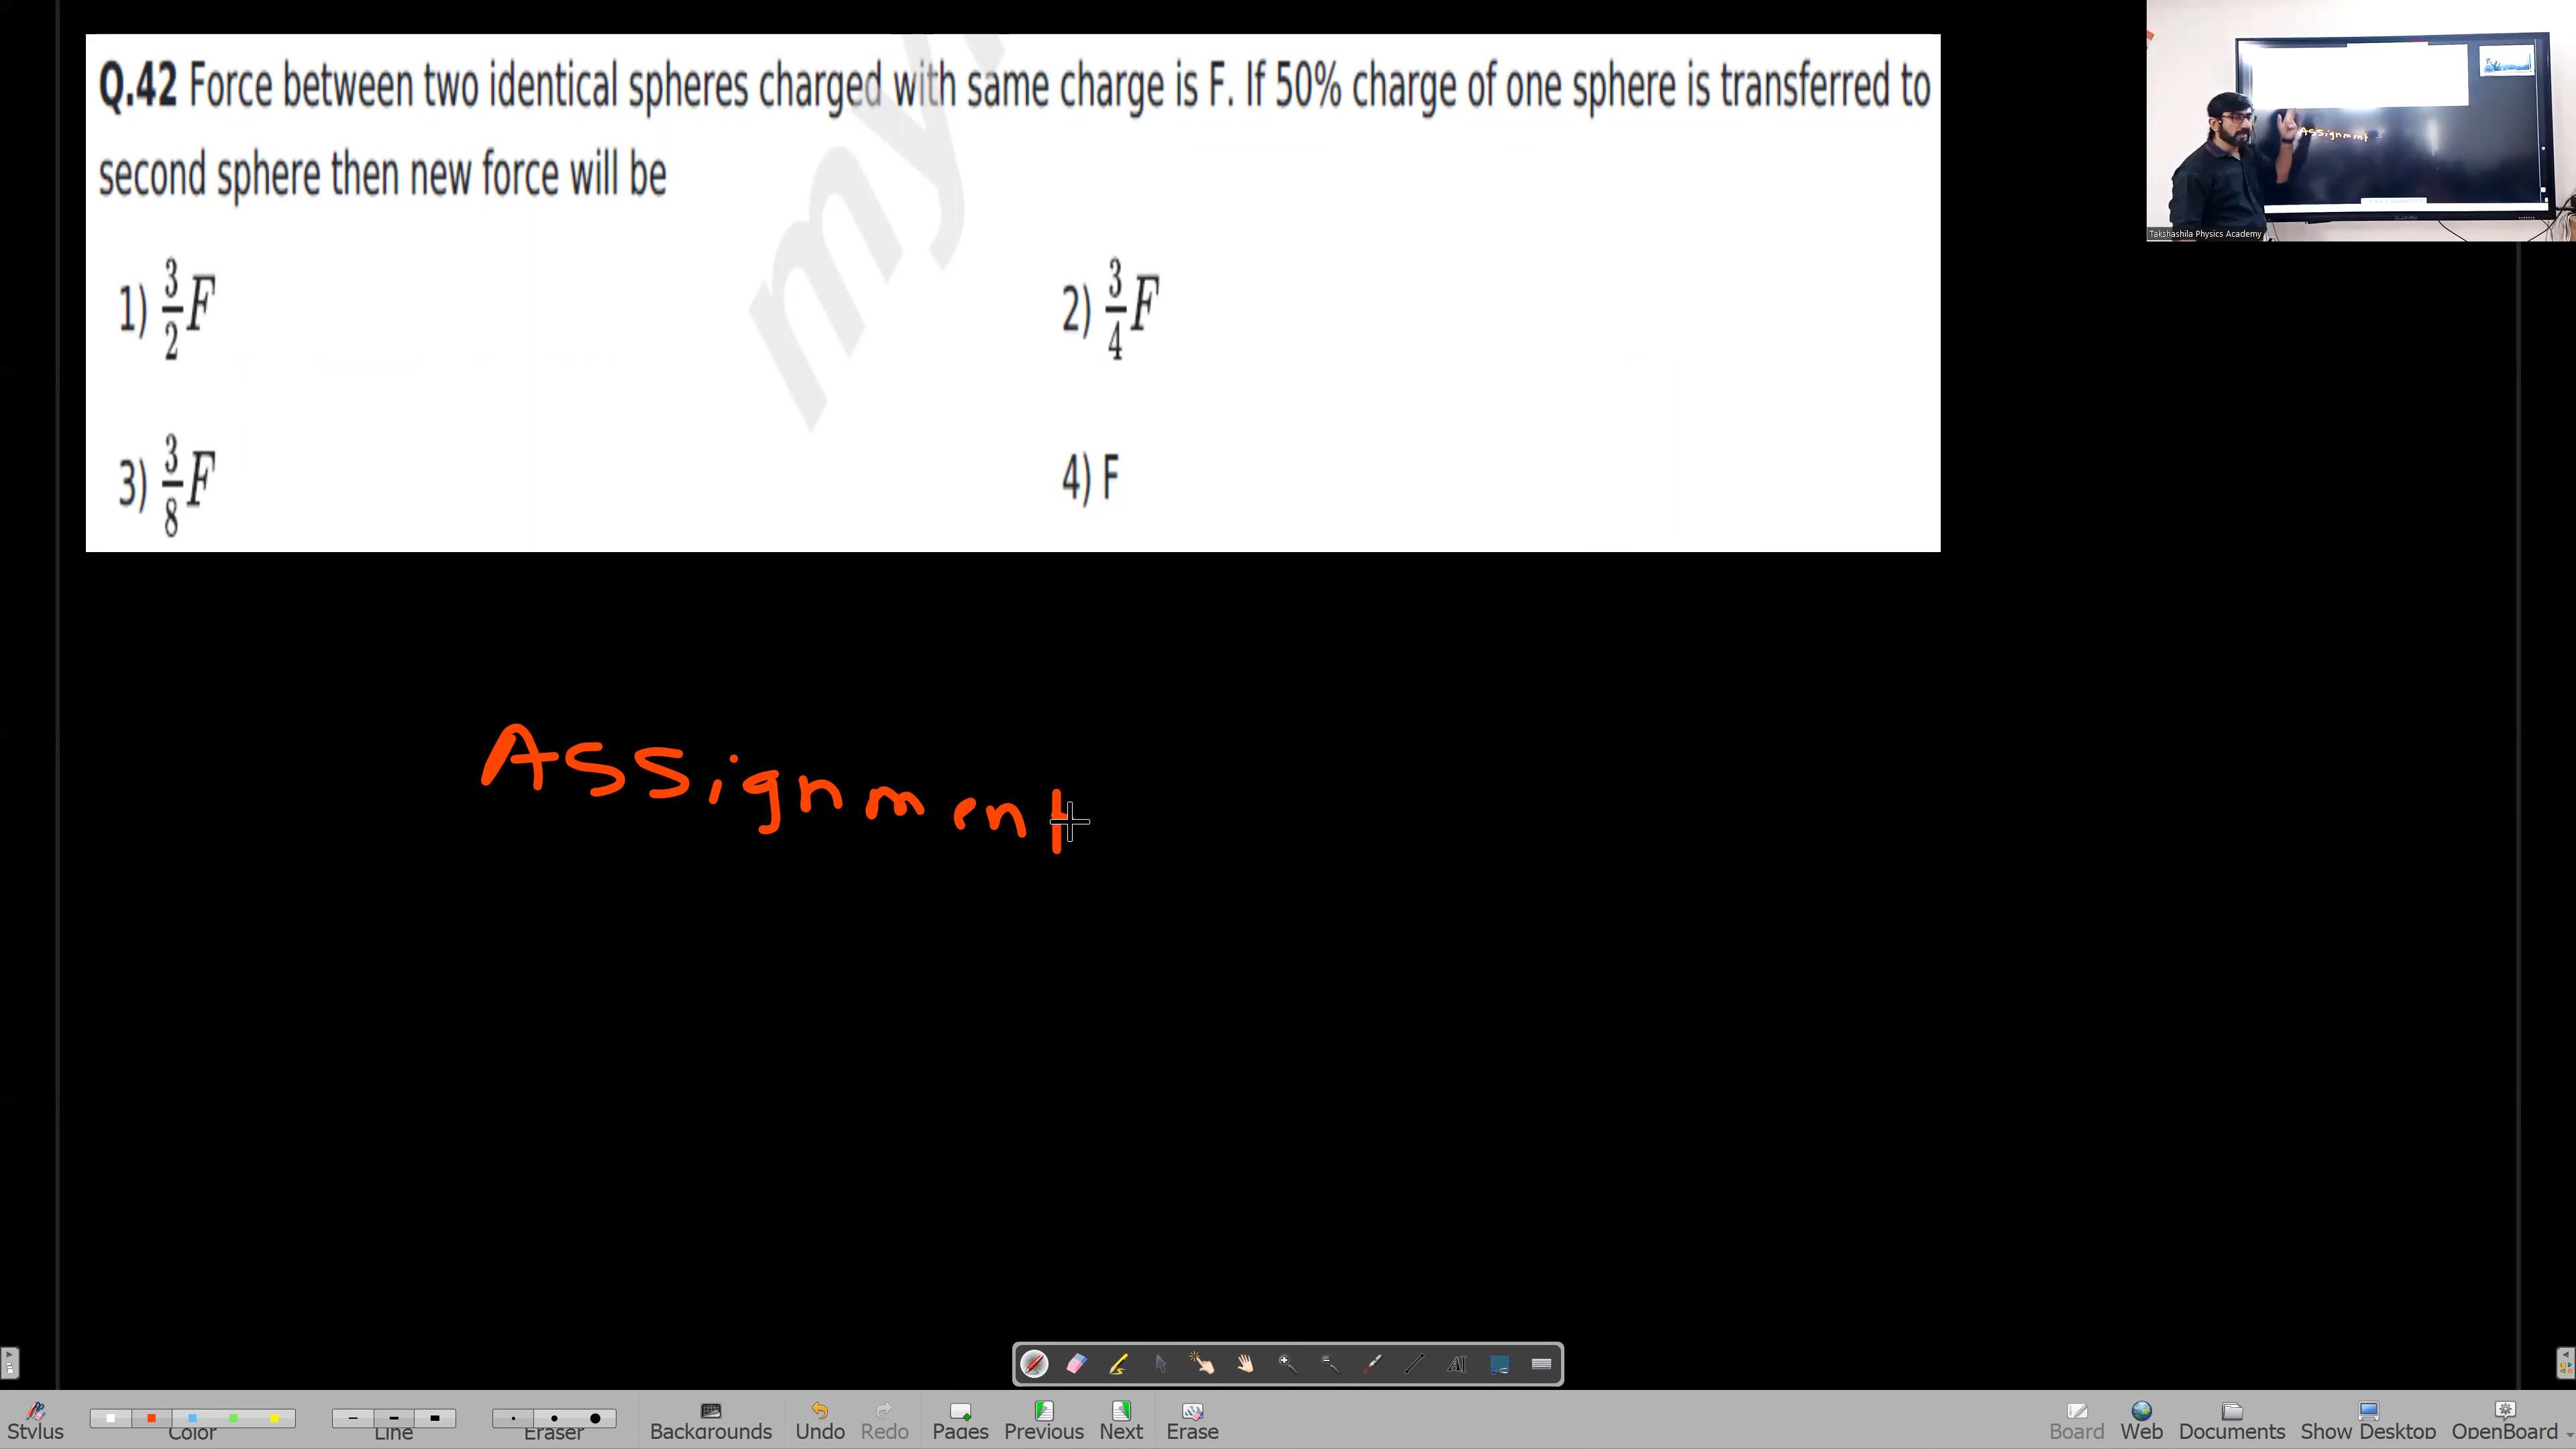 Q.42 Force between two identical spheres charged with same charge is F. If 50% charge of one sphere is transferred to
second sphere then new force will be
1) 3/2 F
2) 3/4 F
3) 3/8 F
4) F
my
Takshashila Physics Academy
Assignment
Assignment
Stylus
Color
Line
Eraser
Backgrounds
Undo
Redo
Pages
Previous
Next
Erase
Board
Web
Documents
Show Desktop
OpenBoard